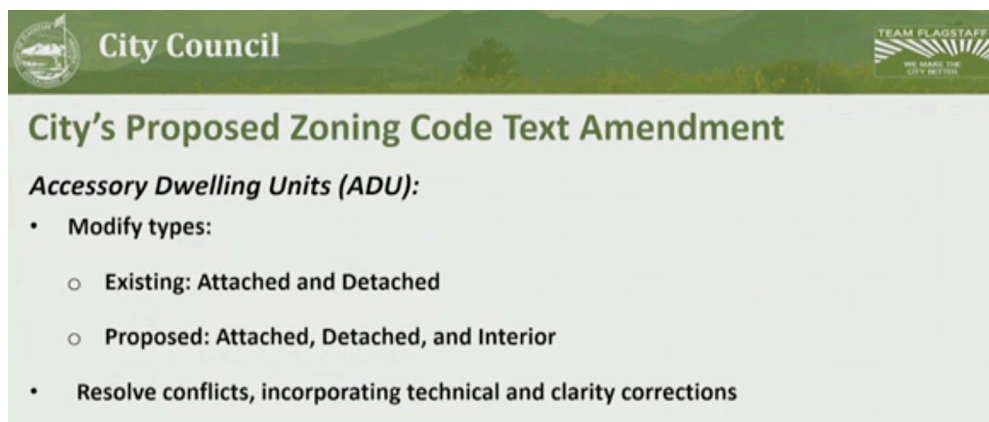 City Council
TEAM FLAGSTAFF
WE MAKE THE
CITY BETTER
City's Proposed Zoning Code Text Amendment
Accessory Dwelling Units (ADU):
• Modify types:
o Existing: Attached and Detached
o Proposed: Attached, Detached, and Interior
• Resolve conflicts, incorporating technical and clarity corrections